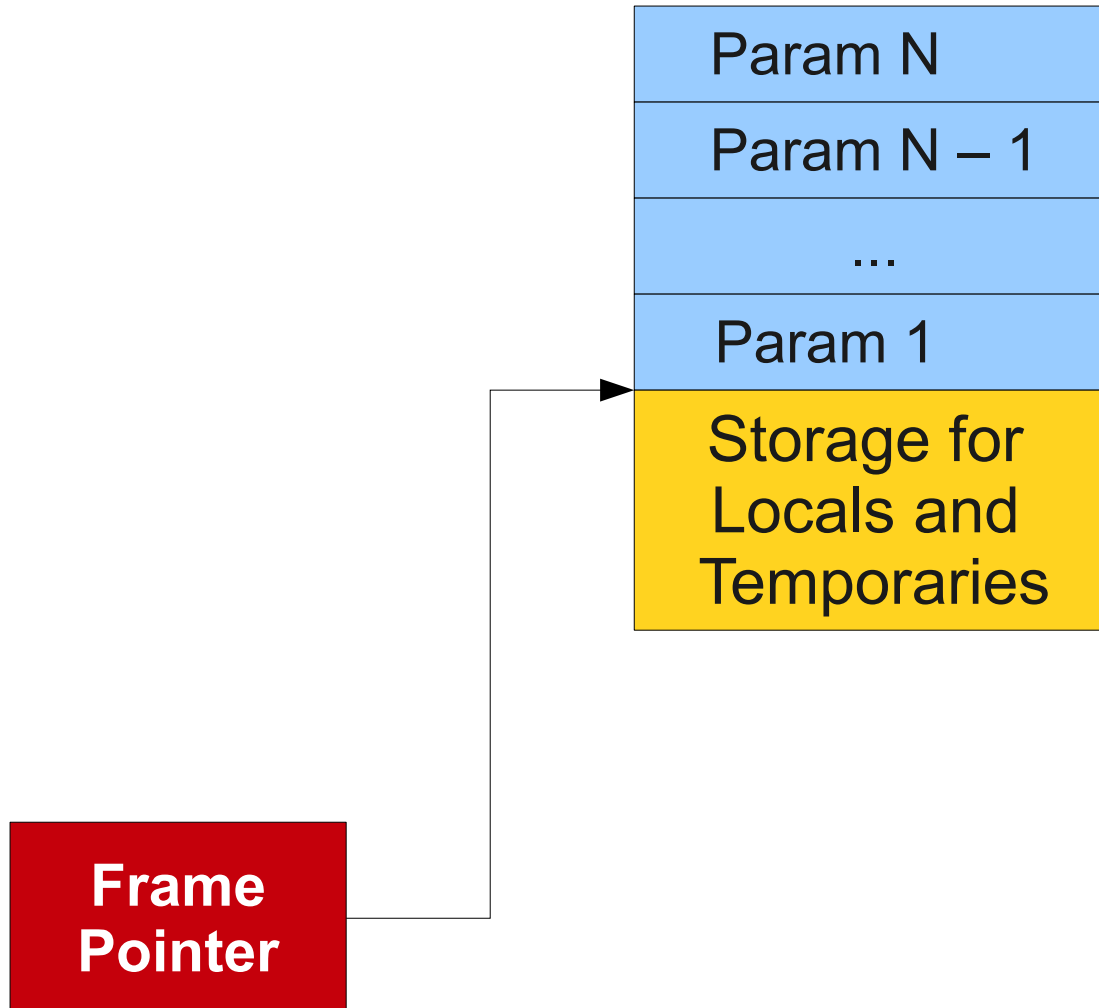 Param N
Param N – 1
...
Param 1
Storage for
Locals and
Temporaries
Frame
Pointer